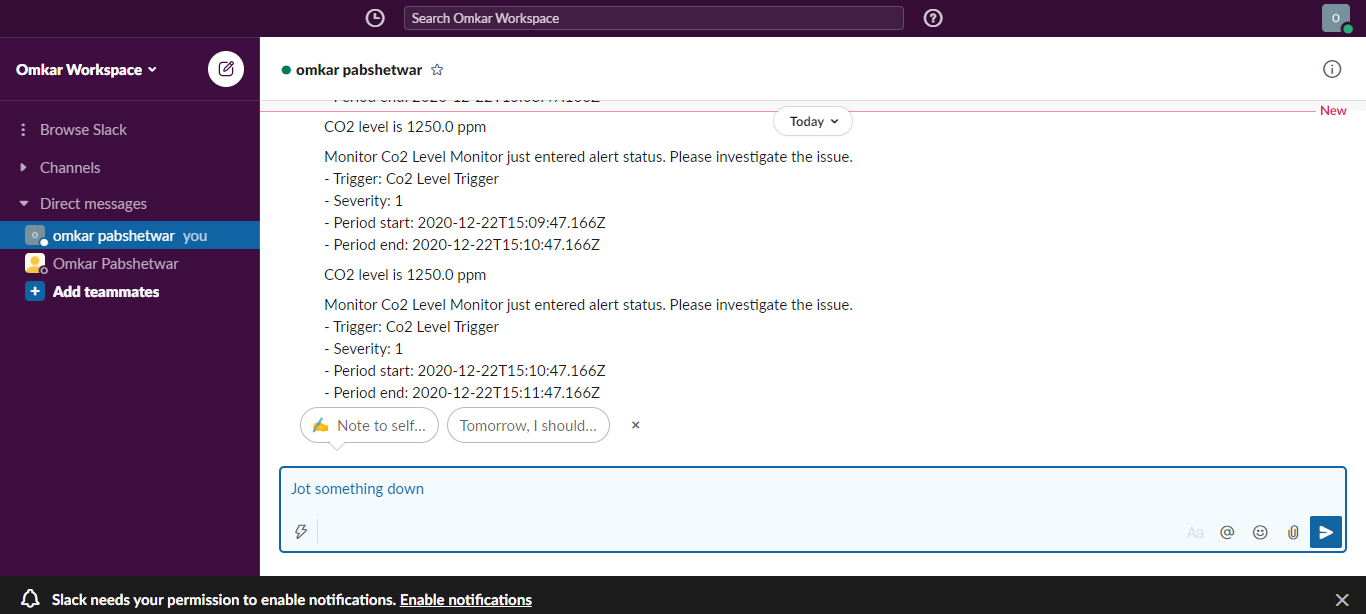 Search Omkar Workspace
O
Omkar Workspace
omkar pabshetwar
Browse Slack
Channels
Direct messages
omkar pabshetwar you
Omkar Pabshetwar
+ Add teammates
New
Today
CO2 level is 1250.0 ppm
Monitor Co2 Level Monitor just entered alert status. Please investigate the issue.
- Trigger: Co2 Level Trigger
- Severity: 1
- Period start: 2020-12-22T15:09:47.166Z
- Period end: 2020-12-22T15:10:47.166Z
CO2 level is 1250.0 ppm
Monitor Co2 Level Monitor just entered alert status. Please investigate the issue.
- Trigger: Co2 Level Trigger
- Severity: 1
- Period start: 2020-12-22T15:10:47.166Z
- Period end: 2020-12-22T15:11:47.166Z
Note to self...
Tomorrow, I should...
Jot something down
Aa @
Slack needs your permission to enable notifications. Enable notifications